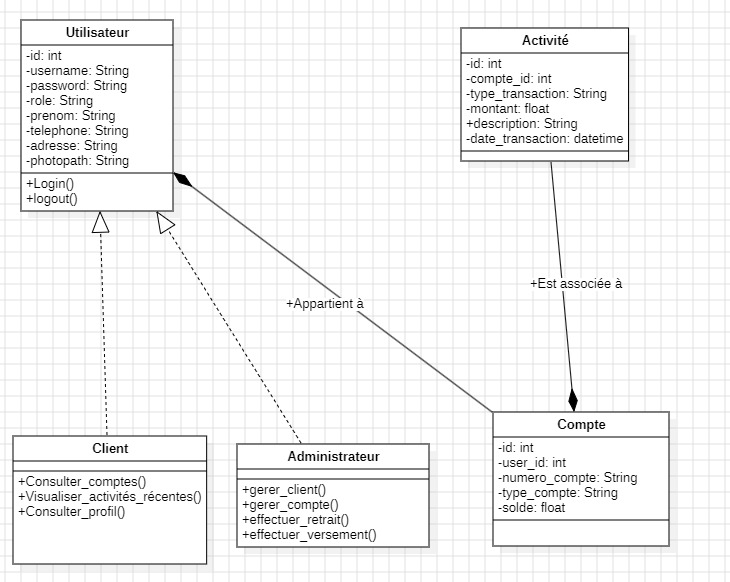 Utilisateur
-id: int
-username: String
-password: String
-role: String
-prenom: String
-telephone: String
-adresse: String
-photopath: String
+Login()
+logout()
Activité
-id: int
-compte_id: int
-type_transaction: String
-montant: float
+description: String
-date_transaction: datetime
+Est associée à
+Appartient à
Client
+Consulter_comptes()
+Visualiser_activités_récentes()
+Consulter_profil()
Administrateur
+gerer_client()
+gerer_compte()
+effectuer_retrait()
+effectuer_versement()
Compte
-id: int
-user_id: int
-numero_compte: String
-type_compte: String
-solde: float